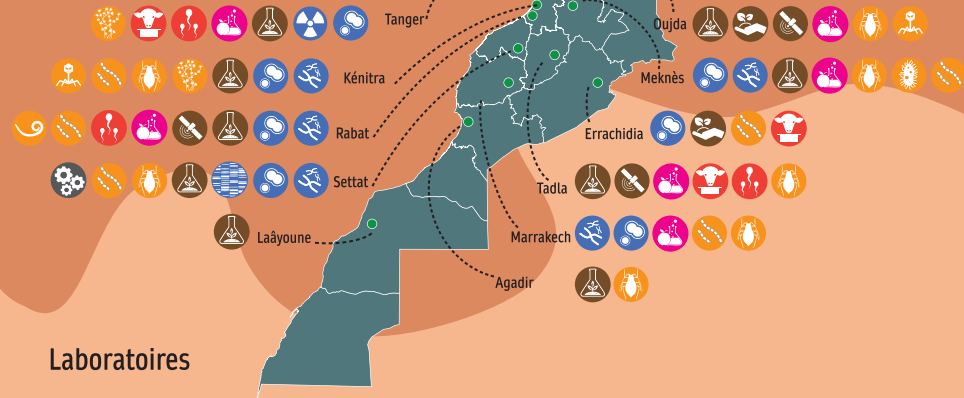 Tanger
Oujda
Kénitra
Meknès
Rabat
Errachidia
Settat
Tadla
Laâyoune
Marrakech
Agadir
Laboratoires